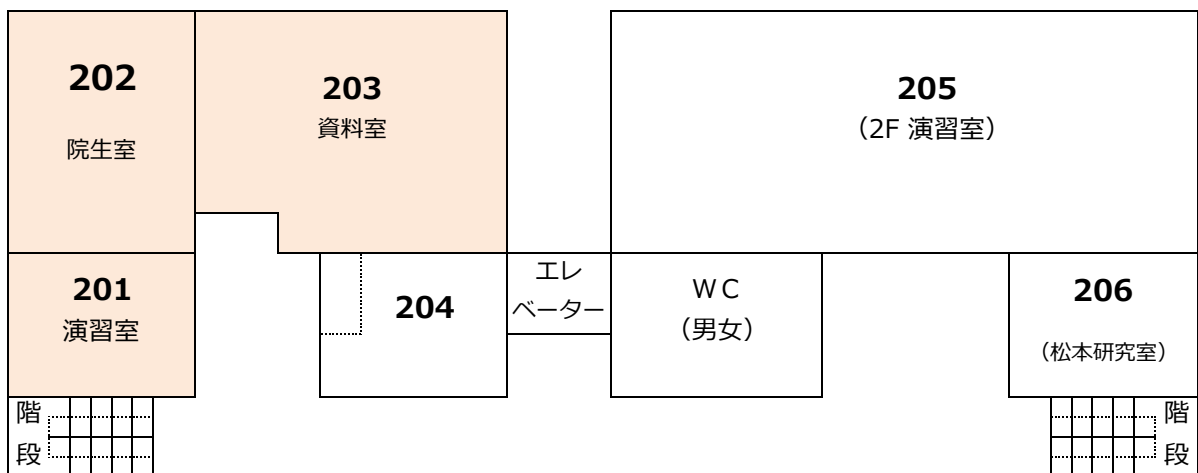 202
院生室
203
資料室
205
（2F 演習室）
201
演習室
204
エレ
ベーター
ＷＣ
（男女）
206
（松本研究室）
階
段
階
段